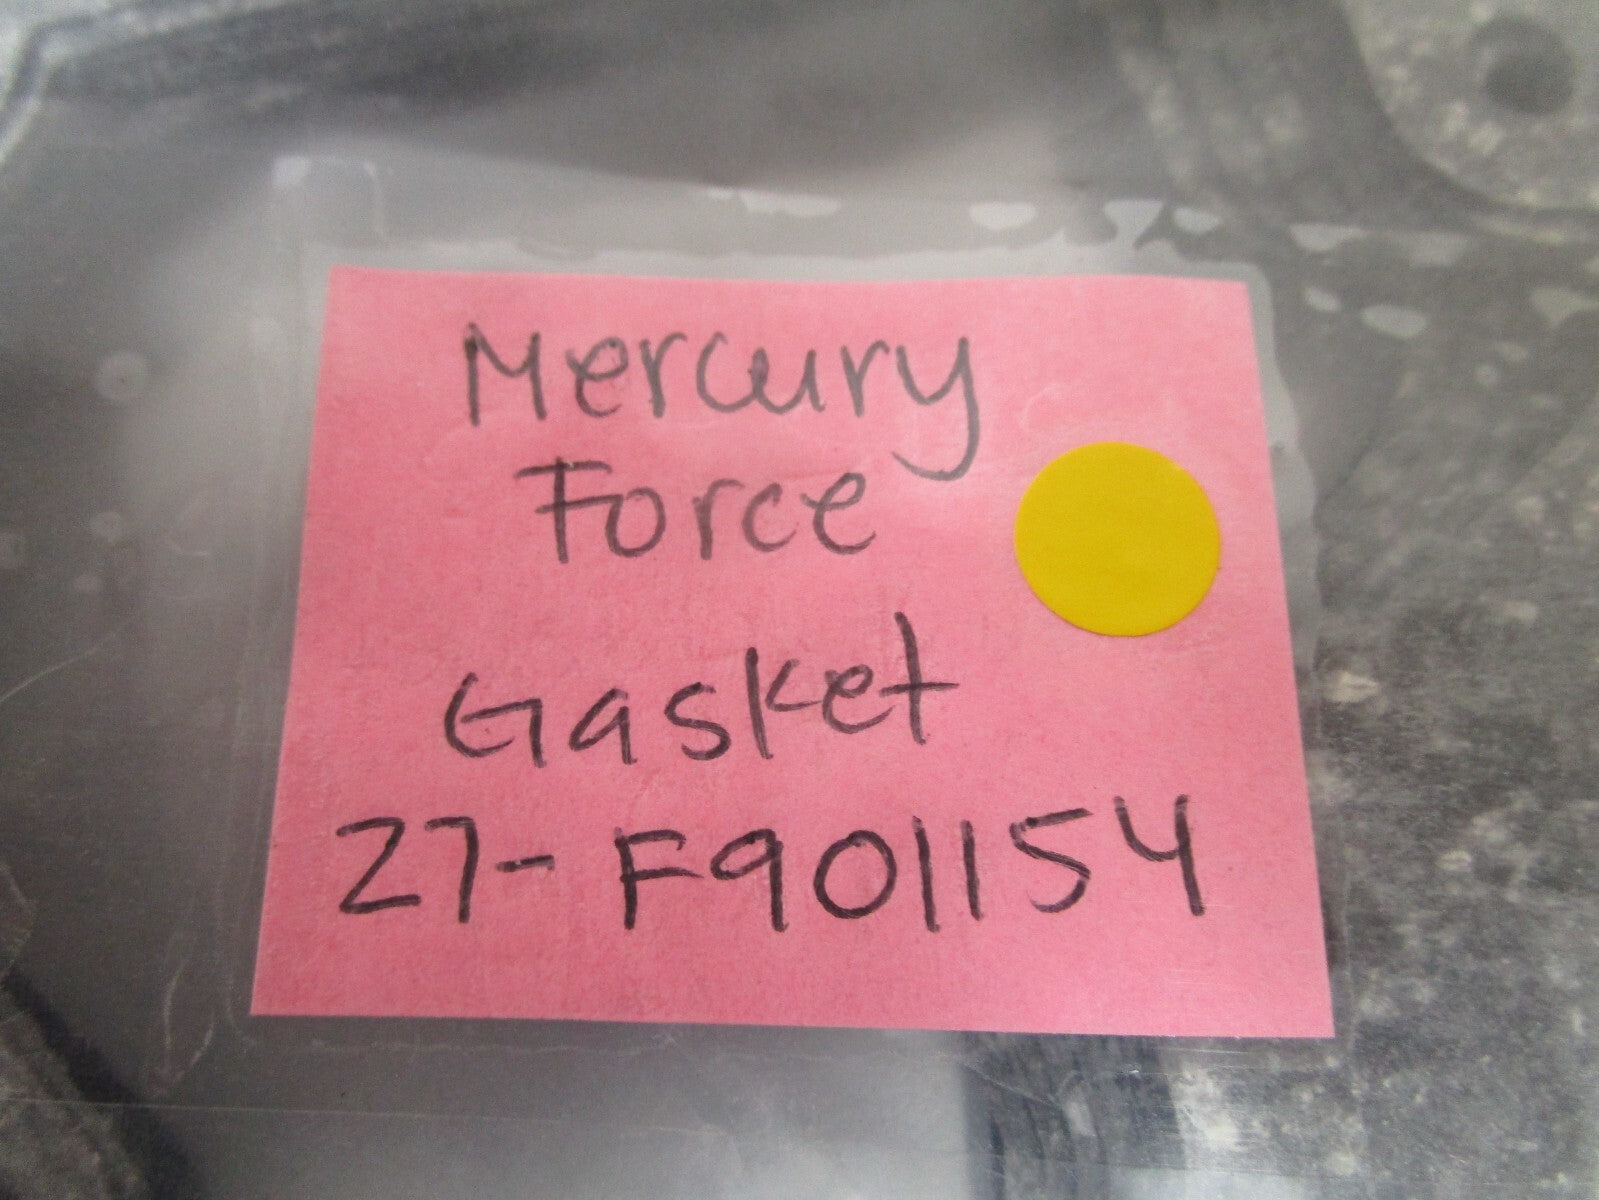 Mercury
Force
Gasket
27-F901154